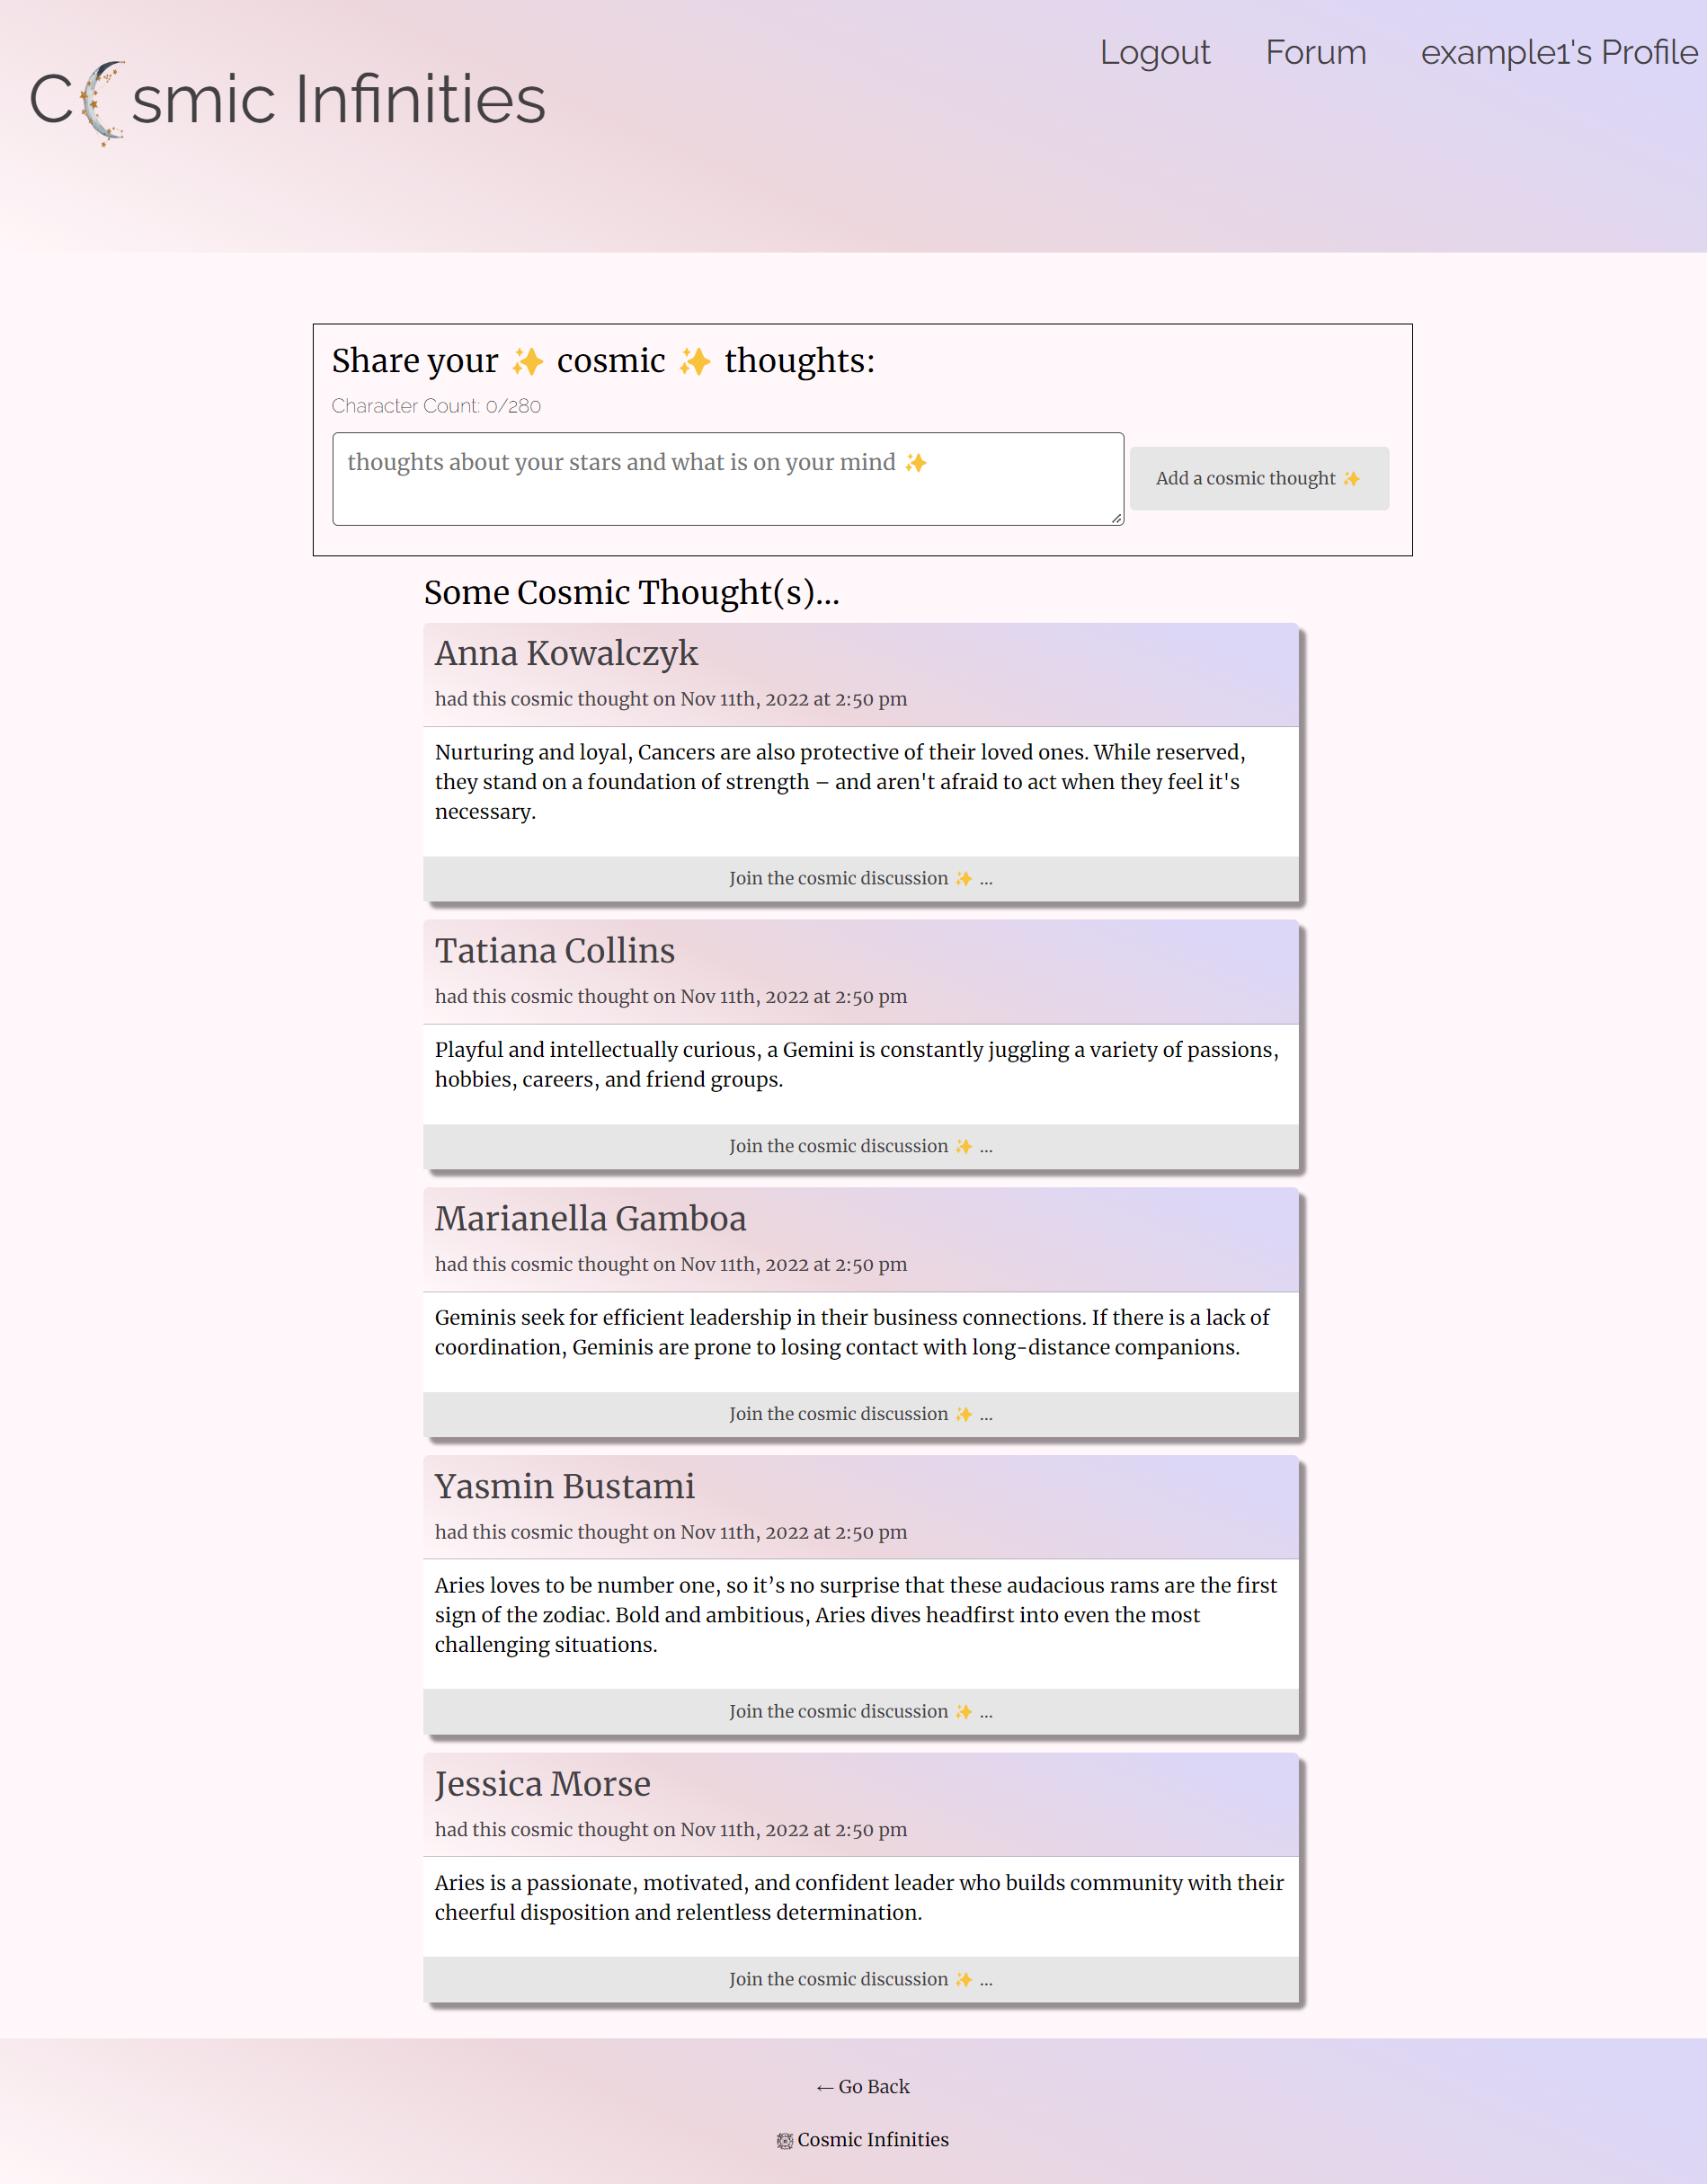 Cosmic Infinities
Logout Forum example1's Profile
Share your ✨ cosmic ✨ thoughts:
Character Count: 0/280
thoughts about your stars and what is on your mind ✨
Add a cosmic thought ✨
Some Cosmic Thought(s)...
Anna Kowalczyk
had this cosmic thought on Nov 11th, 2022 at 2:50 pm
Nurturing and loyal, Cancers are also protective of their loved ones. While reserved,
they stand on a foundation of strength – and aren't afraid to act when they feel it's
necessary.
Join the cosmic discussion ✨ ...
Tatiana Collins
had this cosmic thought on Nov 11th, 2022 at 2:50 pm
Playful and intellectually curious, a Gemini is constantly juggling a variety of passions,
hobbies, careers, and friend groups.
Join the cosmic discussion ✨ ...
Marianella Gamboa
had this cosmic thought on Nov 11th, 2022 at 2:50 pm
Geminis seek for efficient leadership in their business connections. If there is a lack of
coordination, Geminis are prone to losing contact with long-distance companions.
Join the cosmic discussion ✨ ...
Yasmin Bustami
had this cosmic thought on Nov 11th, 2022 at 2:50 pm
Aries loves to be number one, so it’s no surprise that these audacious rams are the first
sign of the zodiac. Bold and ambitious, Aries dives headfirst into even the most
challenging situations.
Join the cosmic discussion ✨ ...
Jessica Morse
had this cosmic thought on Nov 11th, 2022 at 2:50 pm
Aries is a passionate, motivated, and confident leader who builds community with their
cheerful disposition and relentless determination.
Join the cosmic discussion ✨ ...
← Go Back
Cosmic Infinities